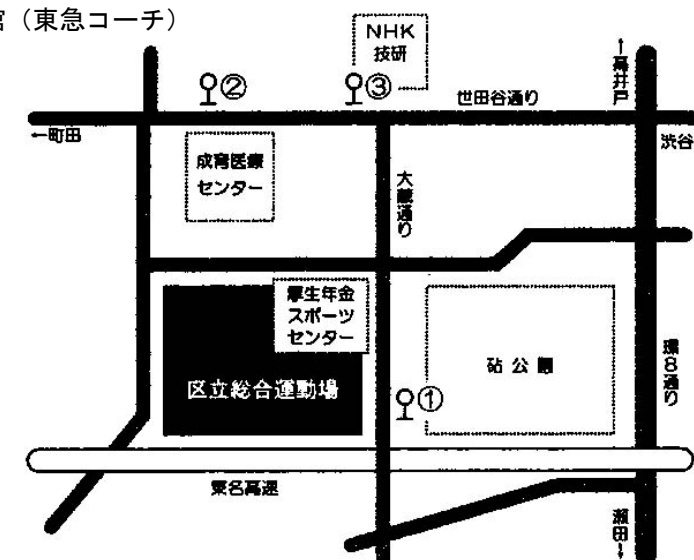 （東急コーチ）
NHK
技研
②
③
世田谷通り
←高井戸
←町田
渋谷
成育医療
センター
大蔵通り
厚生年金
スポーツ
センター
区立総合運動場
砧公園
環8通り
①
東名高速
瀬田→